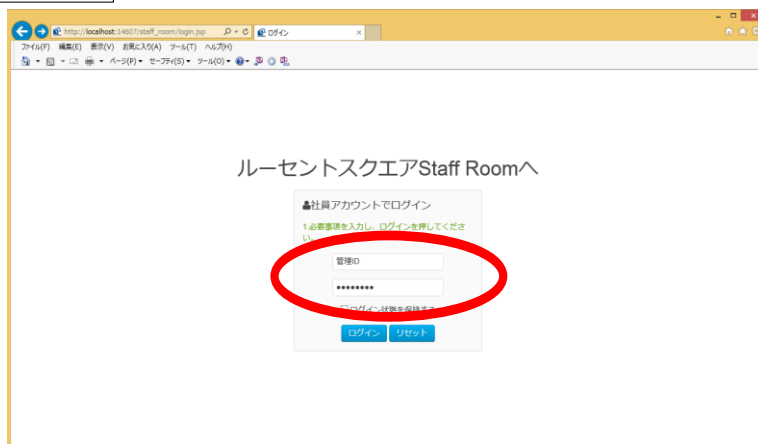 http://localhost:14607/staff_room/login.jsp
ログイン
ファイル(F) 編集(E) 表示(V) お気に入り(A) ツール(T) ヘルプ(H)
ページ(P) セーフティ(S) ツール(O)
ルーセントスクエアStaff Roomへ
社員アカウントでログイン
1.必要事項を入力し、ログインを押してくださ
い。
管理ID
••••••••
ログイン状態を保持する
ログイン リセット